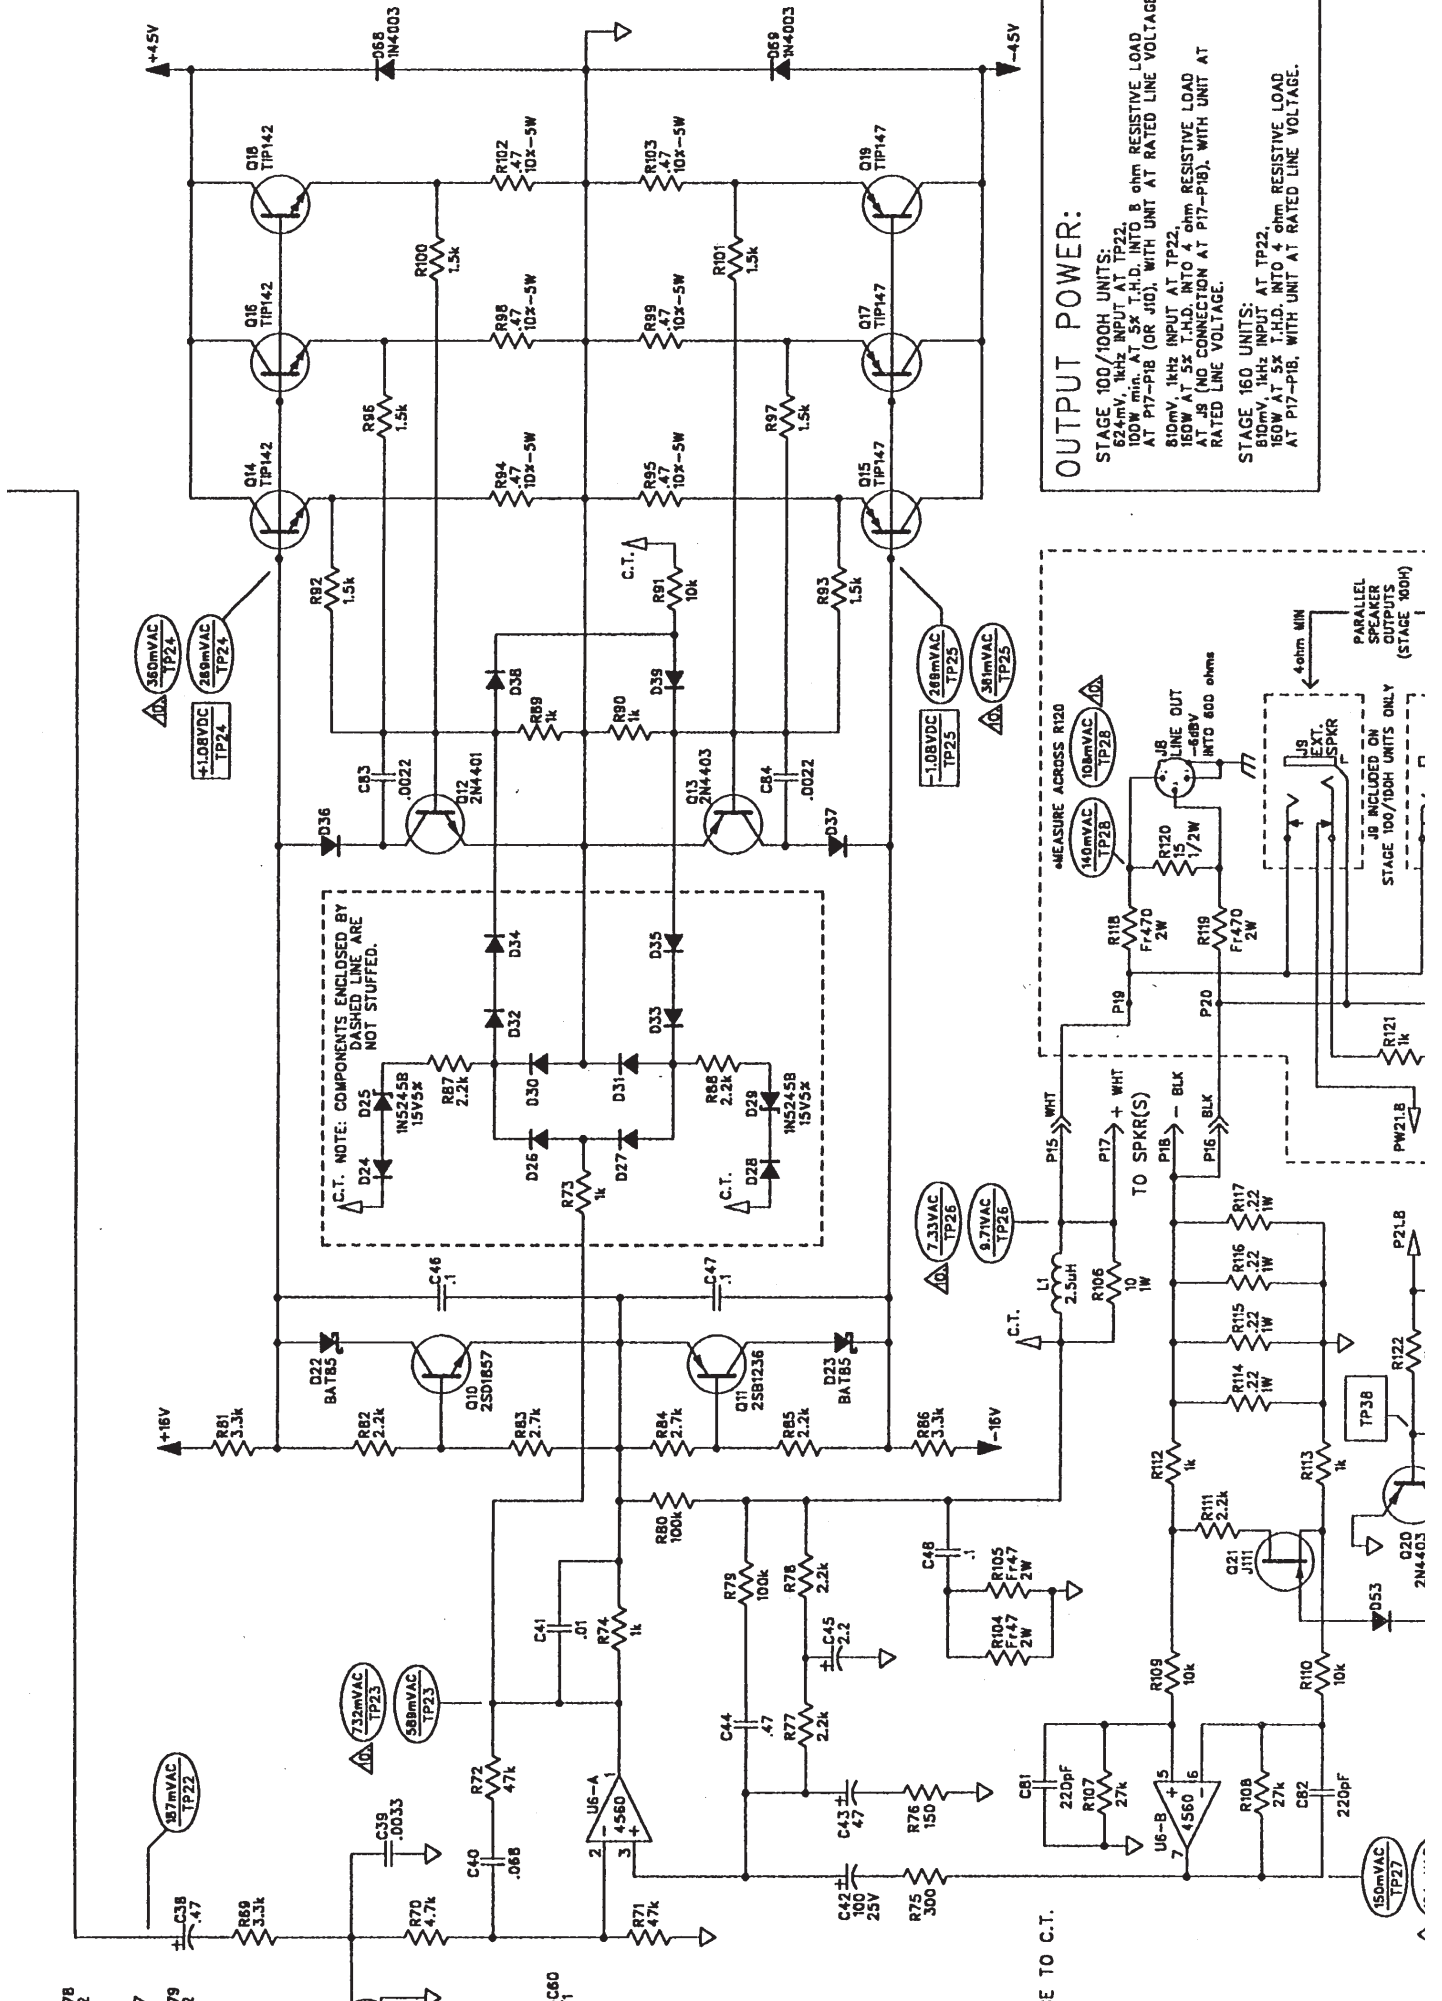 +45V
D68
1N4003
D69
1N4003
-45V
Q18
TIP142
R102
.47
10%-5W
R103
.47
10%-5W
Q19
TIP147
R100
1.5k
R101
1.5k
Q16
TIP142
R98
.47
10%-5W
R99
.47
10%-5W
Q17
TIP147
R96
1.5k
R97
1.5k
Q14
TIP142
R94
.47
10%-5W
R95
.47
10%-5W
Q15
TIP147
C.T.
R92
1.5k
R91
10k
R93
1.5k
360mVAC
TP24
269mVAC
TP24
+1.08VDC
TP24
269mVAC
TP25
381mVAC
TP25
-1.08VDC
TP25
D38
D39
R89
1k
R90
1k
C83
.0022
Q12
2N4401
Q13
2N4403
C84
.0022
D36
D37
NOTE: COMPONENTS ENCLOSED BY
DASHED LINE ARE
NOT STUFFED.
D34
D35
D32
D33
D25
1N5245B
15V5%
R87
2.2k
D30
D31
R88
2.2k
D29
1N5245B
15V5%
D24
D26
D27
D28
C.T.
R73
1k
C.T.
C46
.1
C47
.1
D22
BAT85
Q10
2SD1857
Q11
2SB1236
D23
BAT85
+16V
R81
3.3k
R82
2.2k
R83
2.7k
R84
2.7k
R85
2.2k
R86
3.3k
-16V
R80
100k
C41
.01
R74
1k
R79
100k
R78
2.2k
C45
2.2
C44
.47
R77
2.2k
C48
.1
R105
Fr47
2W
R104
Fr47
2W
732mVAC
TP23
589mVAC
TP23
187mVAC
TP22
R72
47k
U6-A
4560
1
2
3
C40
.068
C39
.0033
C38
.47
R69
3.3k
R70
4.7k
R71
47k
C43
47
R76
150
C42
100
25V
R75
300
C60
OUTPUT POWER:
STAGE 100/100H UNITS:
624mV, 1kHz INPUT AT TP22,
100W min. AT 5% T.H.D. INTO 8 ohm RESISTIVE LOAD
AT P17-P18 (OR J10), WITH UNIT AT RATED LINE VOLTAGE
810mV, 1kHz INPUT AT TP22,
160W AT 5% T.H.D. INTO 4 ohm RESISTIVE LOAD
AT J9 (NO CONNECTION AT P17-P18), WITH UNIT AT
RATED LINE VOLTAGE.
STAGE 160 UNITS:
810mV, 1kHz INPUT AT TP22,
160W AT 5% T.H.D. INTO 4 ohm RESISTIVE LOAD
AT P17-P18, WITH UNIT AT RATED LINE VOLTAGE.
MEASURE ACROSS R120
108mVAC
TP28
140mVAC
TP28
J8
LINE OUT
-6dBV
INTO 600 ohms
R120
15
1/2W
R118
Fr470
2W
R119
Fr470
2W
P19
P20
4ohm MIN
PARALLEL
SPEAKER
OUTPUTS
(STAGE 100H)
J9
EXT.
SPKR
J9 INCLUDED ON
STAGE 100/100H UNITS ONLY
R121
1k
PW21.B
P15
WHT
P17
+ WHT
TO SPKR(S)
P18
- BLK
P16
BLK
7.33VAC
TP26
9.71VAC
TP26
L1
2.5uH
R106
10
1W
C.T.
R117
.22
1W
R116
.22
1W
R115
.22
1W
R114
.22
1W
P21.B
R122
TP38
R112
1k
R113
1k
R111
2.2k
Q21
J111
Q20
2N4403
D53
R109
10k
R110
10k
C81
220pF
R107
27k
U6-B
4560
5
6
7
R108
27k
C82
220pF
150mVAC
TP27
E TO C.T.